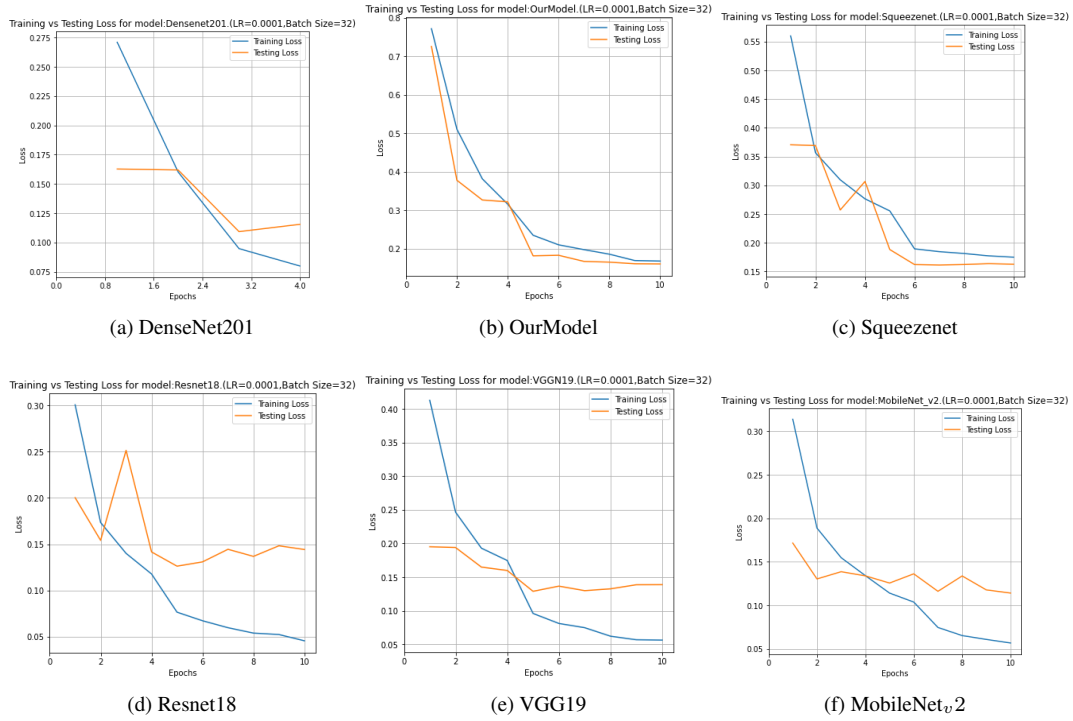 Training vs Testing Loss for model:Densenet201.(LR=0.0001,Batch Size=32)
Training Loss
Testing Loss
0.275
0.250
0.225
0.200
0.175
0.150
0.125
0.100
0.075
Loss
0.0 0.8 1.6 2.4 3.2 4.0
Epochs
(a) DenseNet201
Training vs Testing Loss for model:OurModel.(LR=0.0001,Batch Size=32)
Training Loss
Testing Loss
0.8
0.7
0.6
0.5
0.4
0.3
0.2
Loss
0 2 4 6 8 10
Epochs
(b) OurModel
Training vs Testing Loss for model:Squeezenet.(LR=0.0001,Batch Size=32)
Training Loss
Testing Loss
0.55
0.50
0.45
0.40
0.35
0.30
0.25
0.20
0.15
Loss
0 2 4 6 8 10
Epochs
(c) Squeezenet
Training vs Testing Loss for model:Resnet18.(LR=0.0001,Batch Size=32)
Training Loss
Testing Loss
0.30
0.25
0.20
0.15
0.10
0.05
Loss
0 2 4 6 8 10
Epochs
(d) Resnet18
Training vs Testing Loss for model:VGGN19.(LR=0.0001,Batch Size=32)
Training Loss
Testing Loss
0.40
0.35
0.30
0.25
0.20
0.15
0.10
0.05
Loss
0 2 4 6 8 10
Epochs
(e) VGG19
Training vs Testing Loss for model:MobileNet_v2.(LR=0.0001,Batch Size=32)
Training Loss
Testing Loss
0.30
0.25
0.20
0.15
0.10
0.05
Loss
0 2 4 6 8 10
Epochs
(f) MobileNetᵥ2